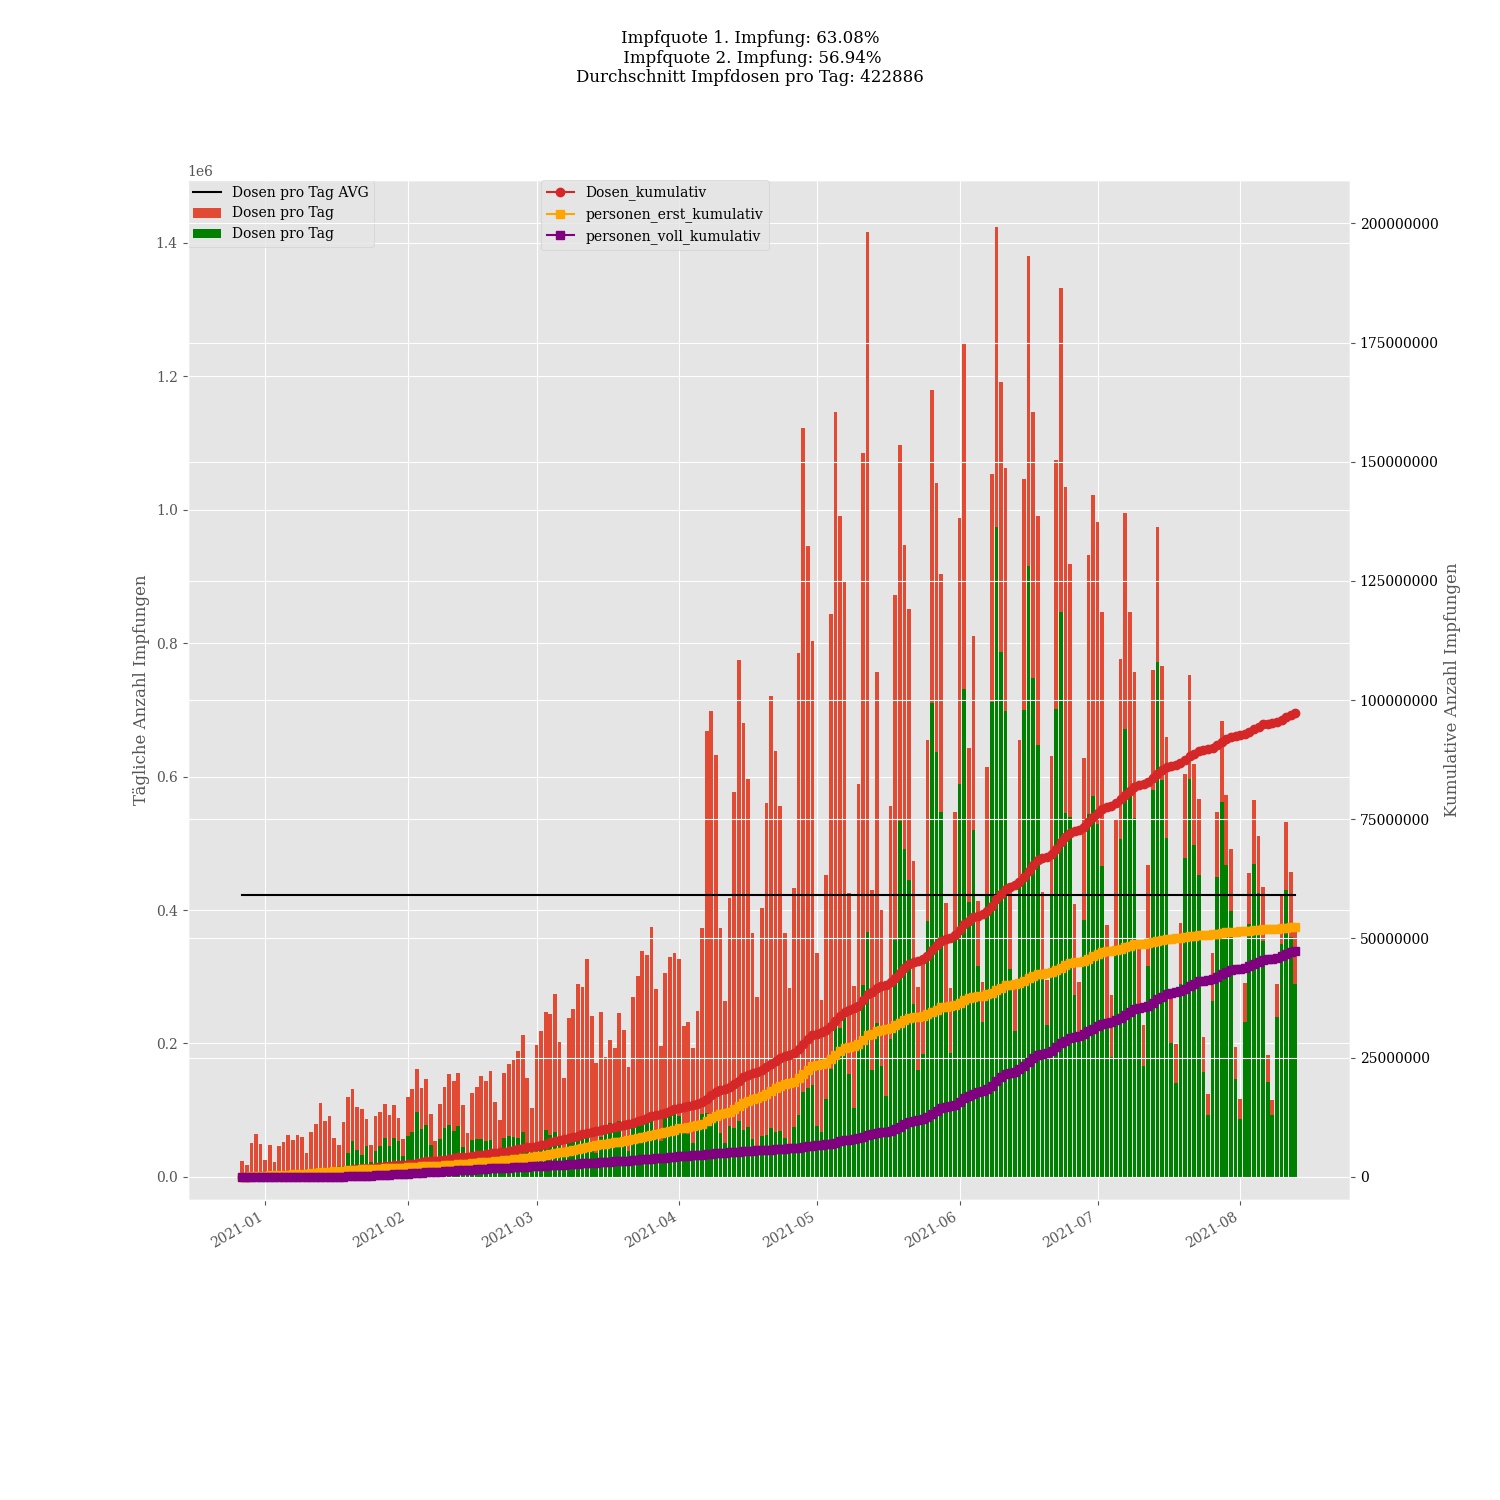 Impfquote 1. Impfung: 63.08%
Impfquote 2. Impfung: 56.94%
Durchschnitt Impfdosen pro Tag: 422886
1e6
Dosen pro Tag AVG
Dosen pro Tag
Dosen pro Tag
Dosen_kumulativ
personen_erst_kumulativ
personen_voll_kumulativ
1.4
1.2
1.0
0.8
0.6
0.4
0.2
0.0
Tägliche Anzahl Impfungen
200000000
175000000
150000000
125000000
100000000
75000000
50000000
25000000
0
Kumulative Anzahl Impfungen
2021-01
2021-02
2021-03
2021-04
2021-05
2021-06
2021-07
2021-08